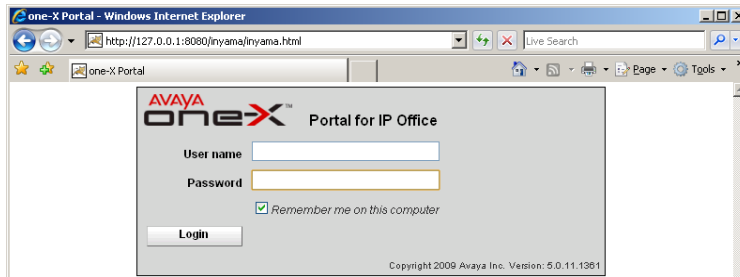 one-X Portal - Windows Internet Explorer
http://127.0.0.1:8080/inyama/inyama.html
Live Search
one-X Portal
Page
Tools
AVAYA
one-X™ Portal for IP Office
User name
Password
Remember me on this computer
Login
Copyright 2009 Avaya Inc. Version: 5.0.11.1361